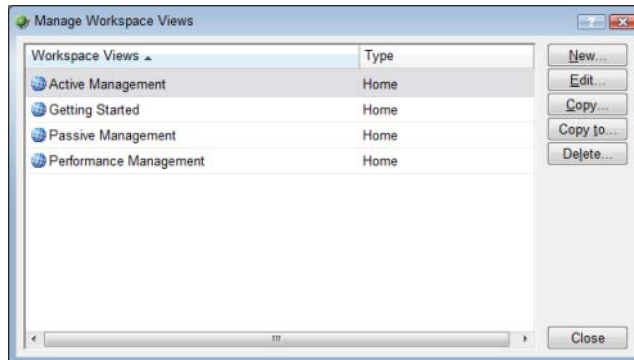 Manage Workspace Views
Workspace Views Type
Active Management Home
Getting Started Home
Passive Management Home
Performance Management Home
New...
Edit...
Copy...
Copy to...
Delete...
Close